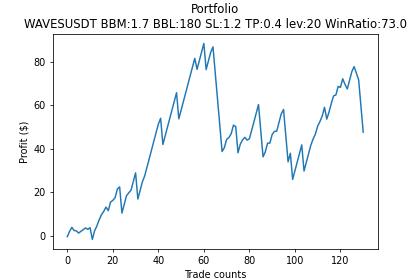 Portfolio
WAVESUSDT BBM:1.7 BBL:180 SL:1.2 TP:0.4 lev:20 WinRatio:73.0
Profit ($)
80
60
40
20
0
0 20 40 60 80 100 120
Trade counts